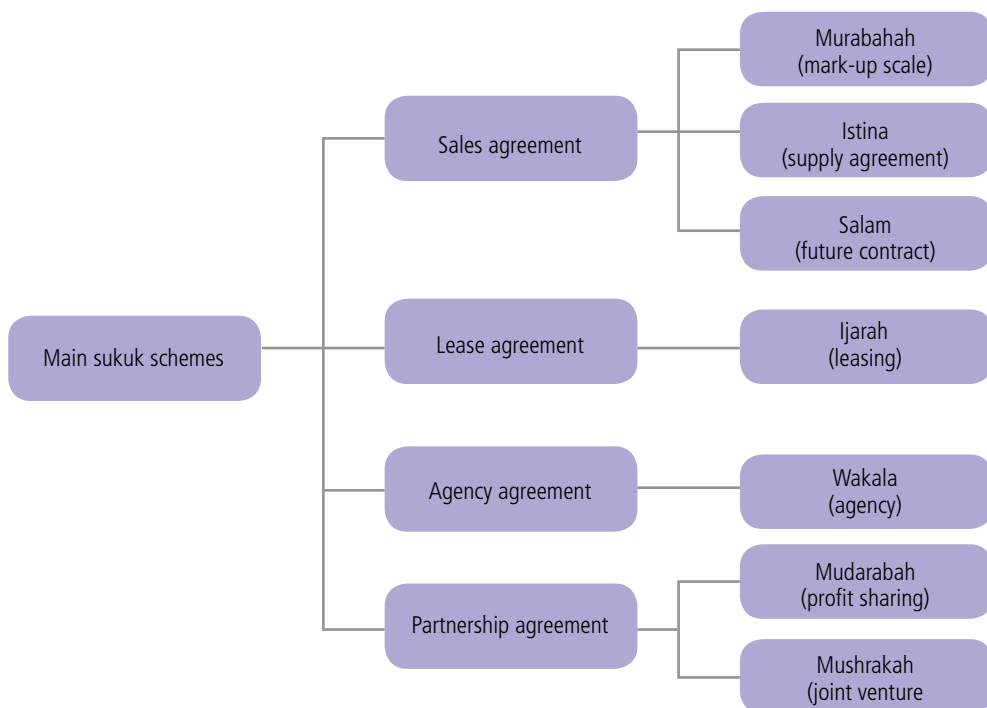 Main sukuk schemes
Sales agreement
Murabahah
(mark-up scale)
Istina
(supply agreement)
Salam
(future contract)
Lease agreement
Ijarah
(leasing)
Agency agreement
Wakala
(agency)
Partnership agreement
Mudarabah
(profit sharing)
Mushrakah
(joint venture